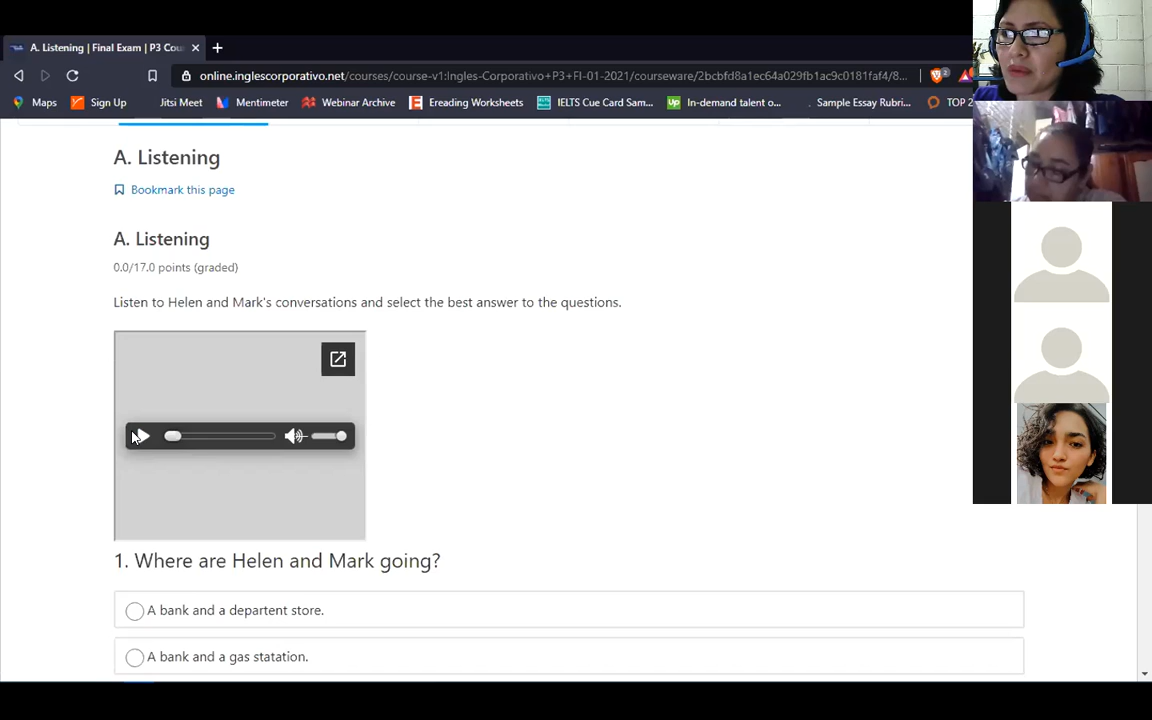 A. Listening | Final Exam | P3 Cou
online.inglescorporativo.net/courses/course-v1:Ingles-Corporativo+P3+FI-01-2021/courseware/2bcbfd8a1ec64a029fb1ac9c0181faf4/8...
2
Maps Sign Up Jitsi Meet Mentimeter Webinar Archive Ereading Worksheets IELTS Cue Card Sam... In-demand talent o... Sample Essay Rubri... TOP 2
A. Listening
Bookmark this page
A. Listening
0.0/17.0 points (graded)
Listen to Helen and Mark's conversations and select the best answer to the questions.
1. Where are Helen and Mark going?
A bank and a departent store.
A bank and a gas statation.